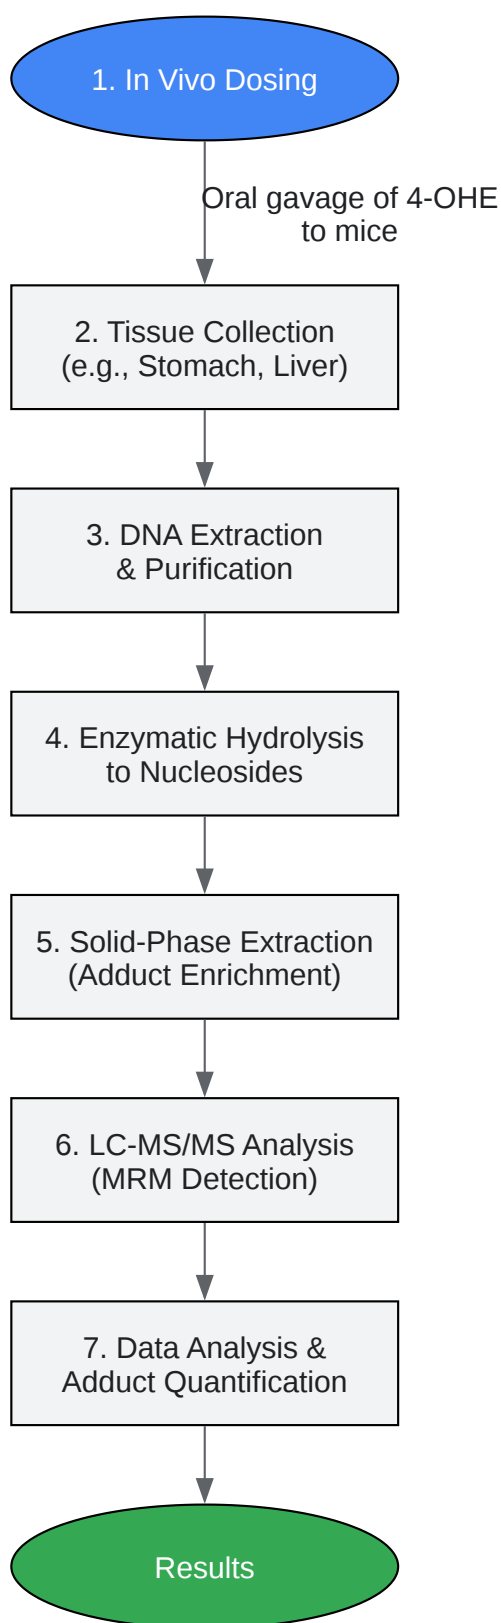 1. In Vivo Dosing
Oral gavage of 4-OHE
to mice
2. Tissue Collection
(e.g., Stomach, Liver)
3. DNA Extraction
& Purification
4. Enzymatic Hydrolysis
to Nucleosides
5. Solid-Phase Extraction
(Adduct Enrichment)
6. LC-MS/MS Analysis
(MRM Detection)
7. Data Analysis &
Adduct Quantification
Results